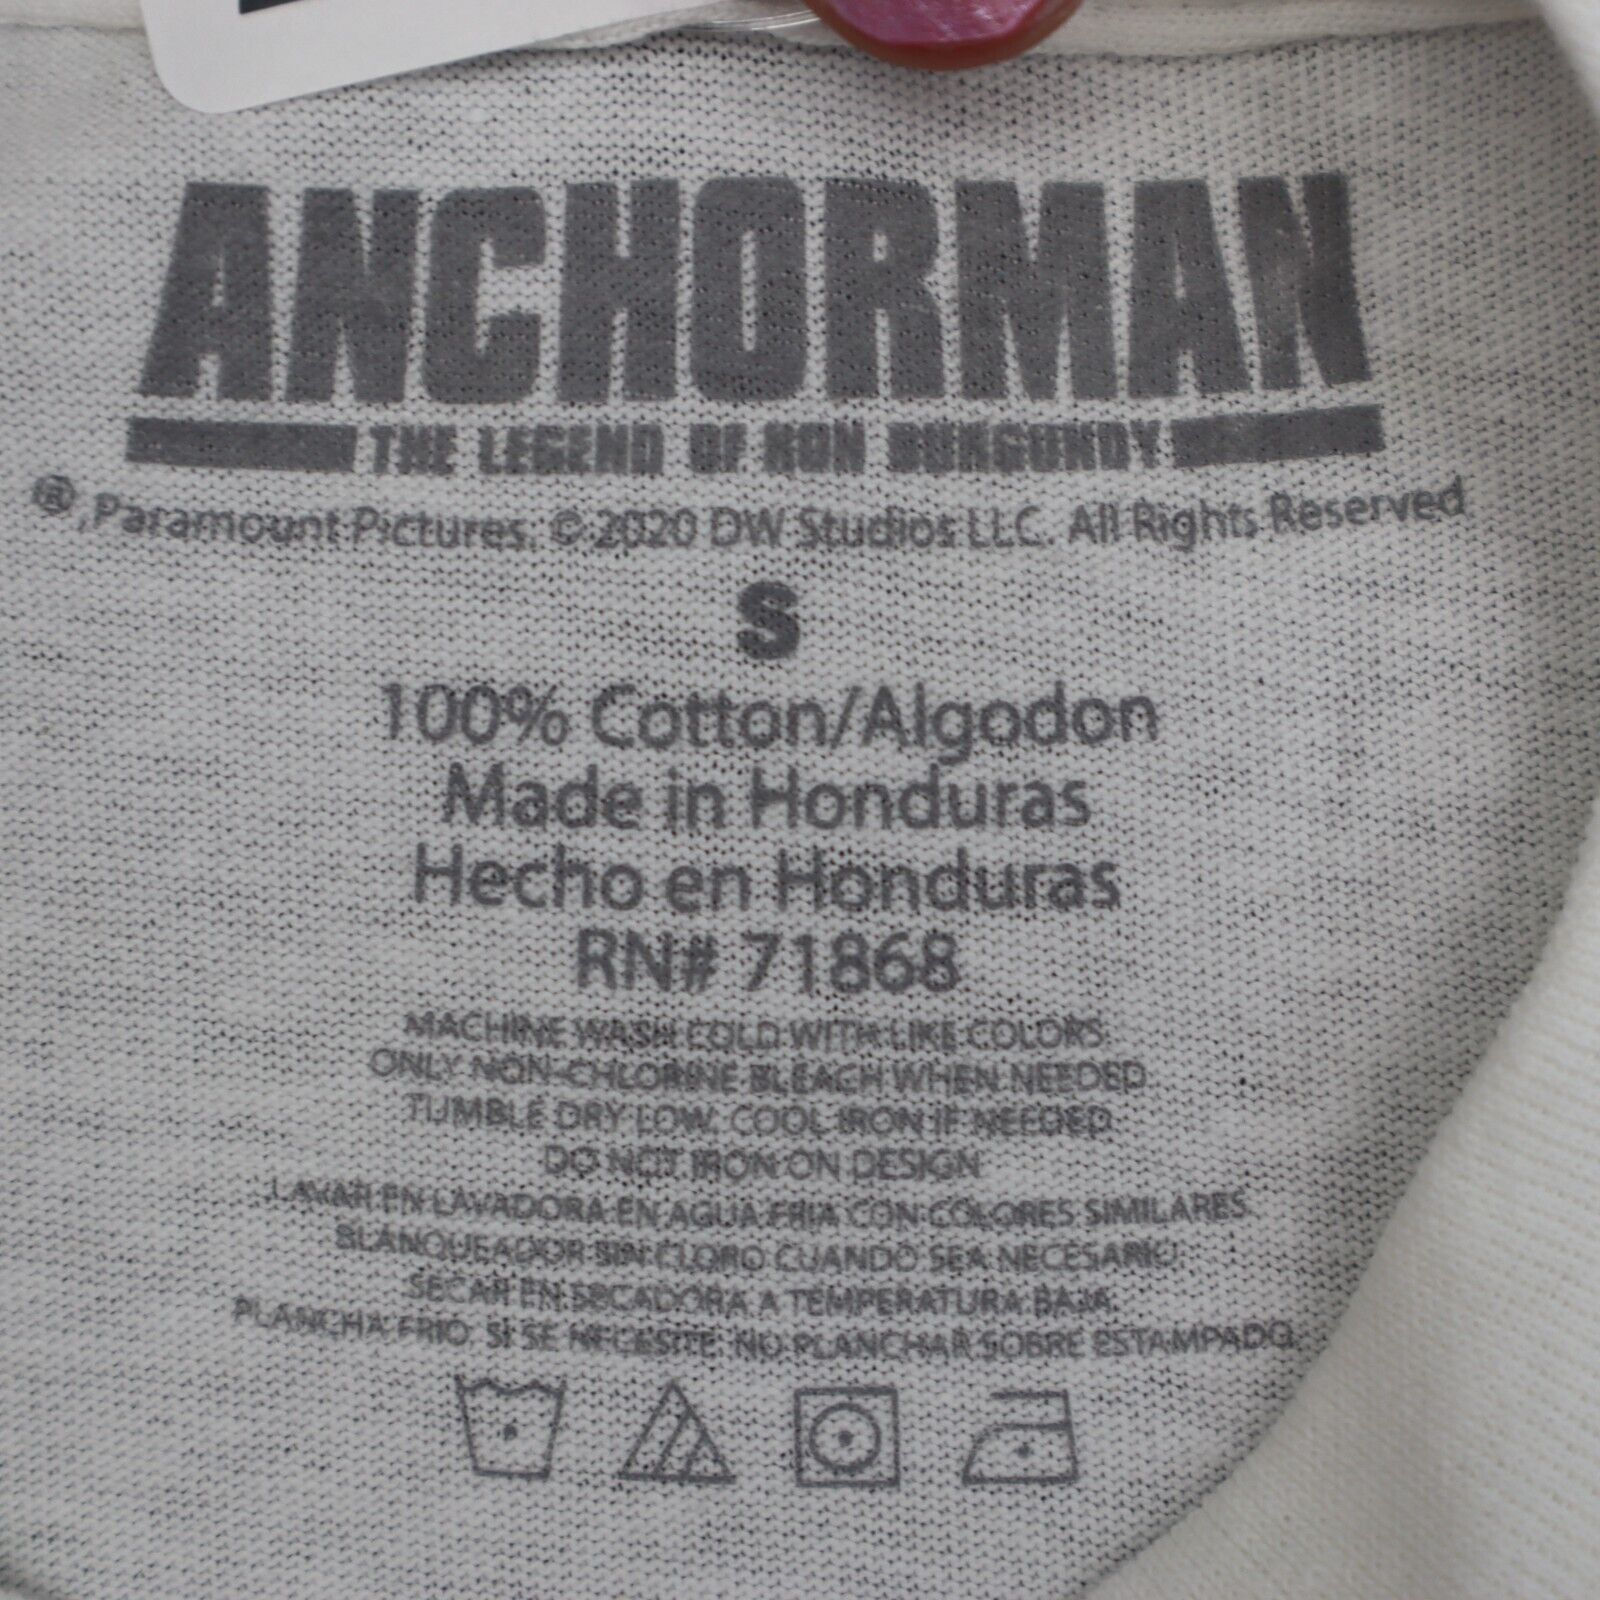 ANCHORMAN
THE LEGEND OF RON BURGUNDY
®, Paramount Pictures. © 2020 DW Studios LLC. All Rights Reserved
S
100% Cotton/Algodon
Made in Honduras
Hecho en Honduras
RN# 71868
MACHINE WASH COLD WITH LIKE COLORS.
ONLY NON-CHLORINE BLEACH WHEN NEEDED.
TUMBLE DRY LOW. COOL IRON IF NEEDED.
DO NOT IRON ON DESIGN
LAVAR EN LAVADORA EN AGUA FRIA CON COLORES SIMILARES.
BLANQUEADOR SIN CLORO CUANDO SEA NECESARIO.
SECAR EN SECADORA A TEMPERATURA BAJA.
PLANCHA FRIO. SI SE NECESITE. NO PLANCHAR SOBRE ESTAMPADO.